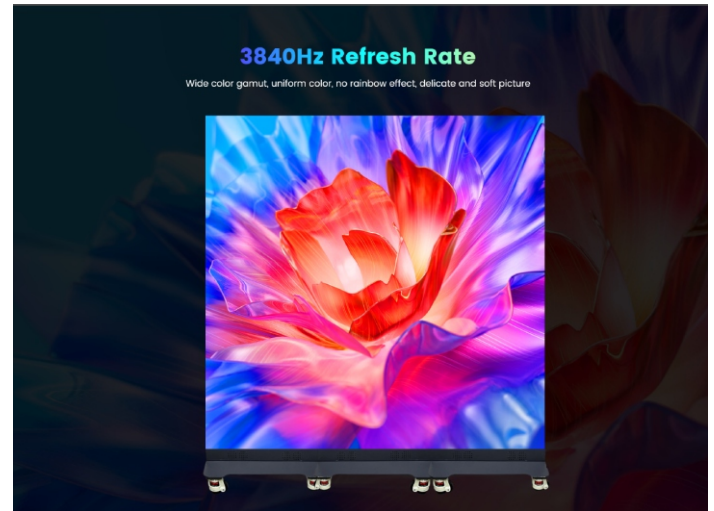 3840Hz Refresh Rate
Wide color gamut, uniform color, no rainbow effect, delicate and soft picture